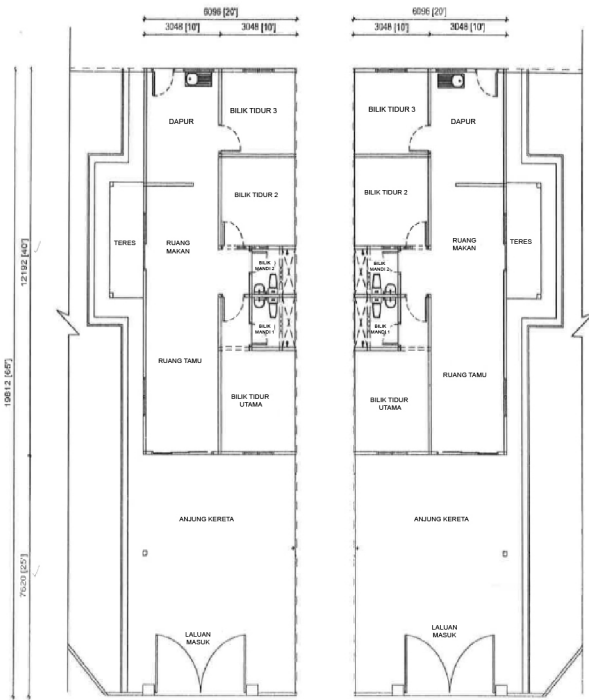 6096 [20']
3048 [10'] 3048 [10']
6096 [20']
3048 [10'] 3048 [10']
DAPUR
BILIK TIDUR 3
BILIK TIDUR 2
TERES
RUANG
MAKAN
BILIK
MANDI 2
BILIK
MANDI 1
RUANG TAMU
BILIK TIDUR
UTAMA
ANJUNG KERETA
LALUAN
MASUK
BILIK TIDUR 3
DAPUR
BILIK TIDUR 2
RUANG
MAKAN
TERES
BILIK
MANDI 2
BILIK
MANDI 1
RUANG TAMU
BILIK TIDUR
UTAMA
ANJUNG KERETA
LALUAN
MASUK
12192 [40']
19812 [65']
7620 [25']